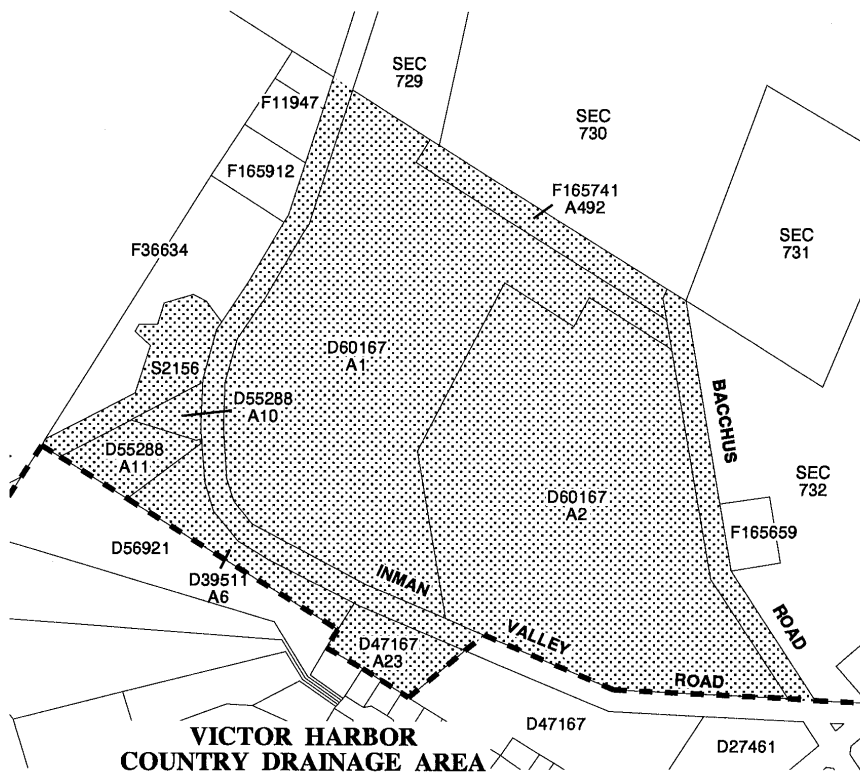 SEC
729
F11947
SEC
730
F165912
F165741
A492
SEC
731
F36634
D60167
A1
S2156
D55288
A10
BACCHUS
D55288
A11
SEC
732
D60167
A2
F165659
D56921
D39511
A6
INMAN
VALLEY
ROAD
ROAD
D47167
A23
D47167
D27461
VICTOR HARBOR
COUNTRY DRAINAGE AREA